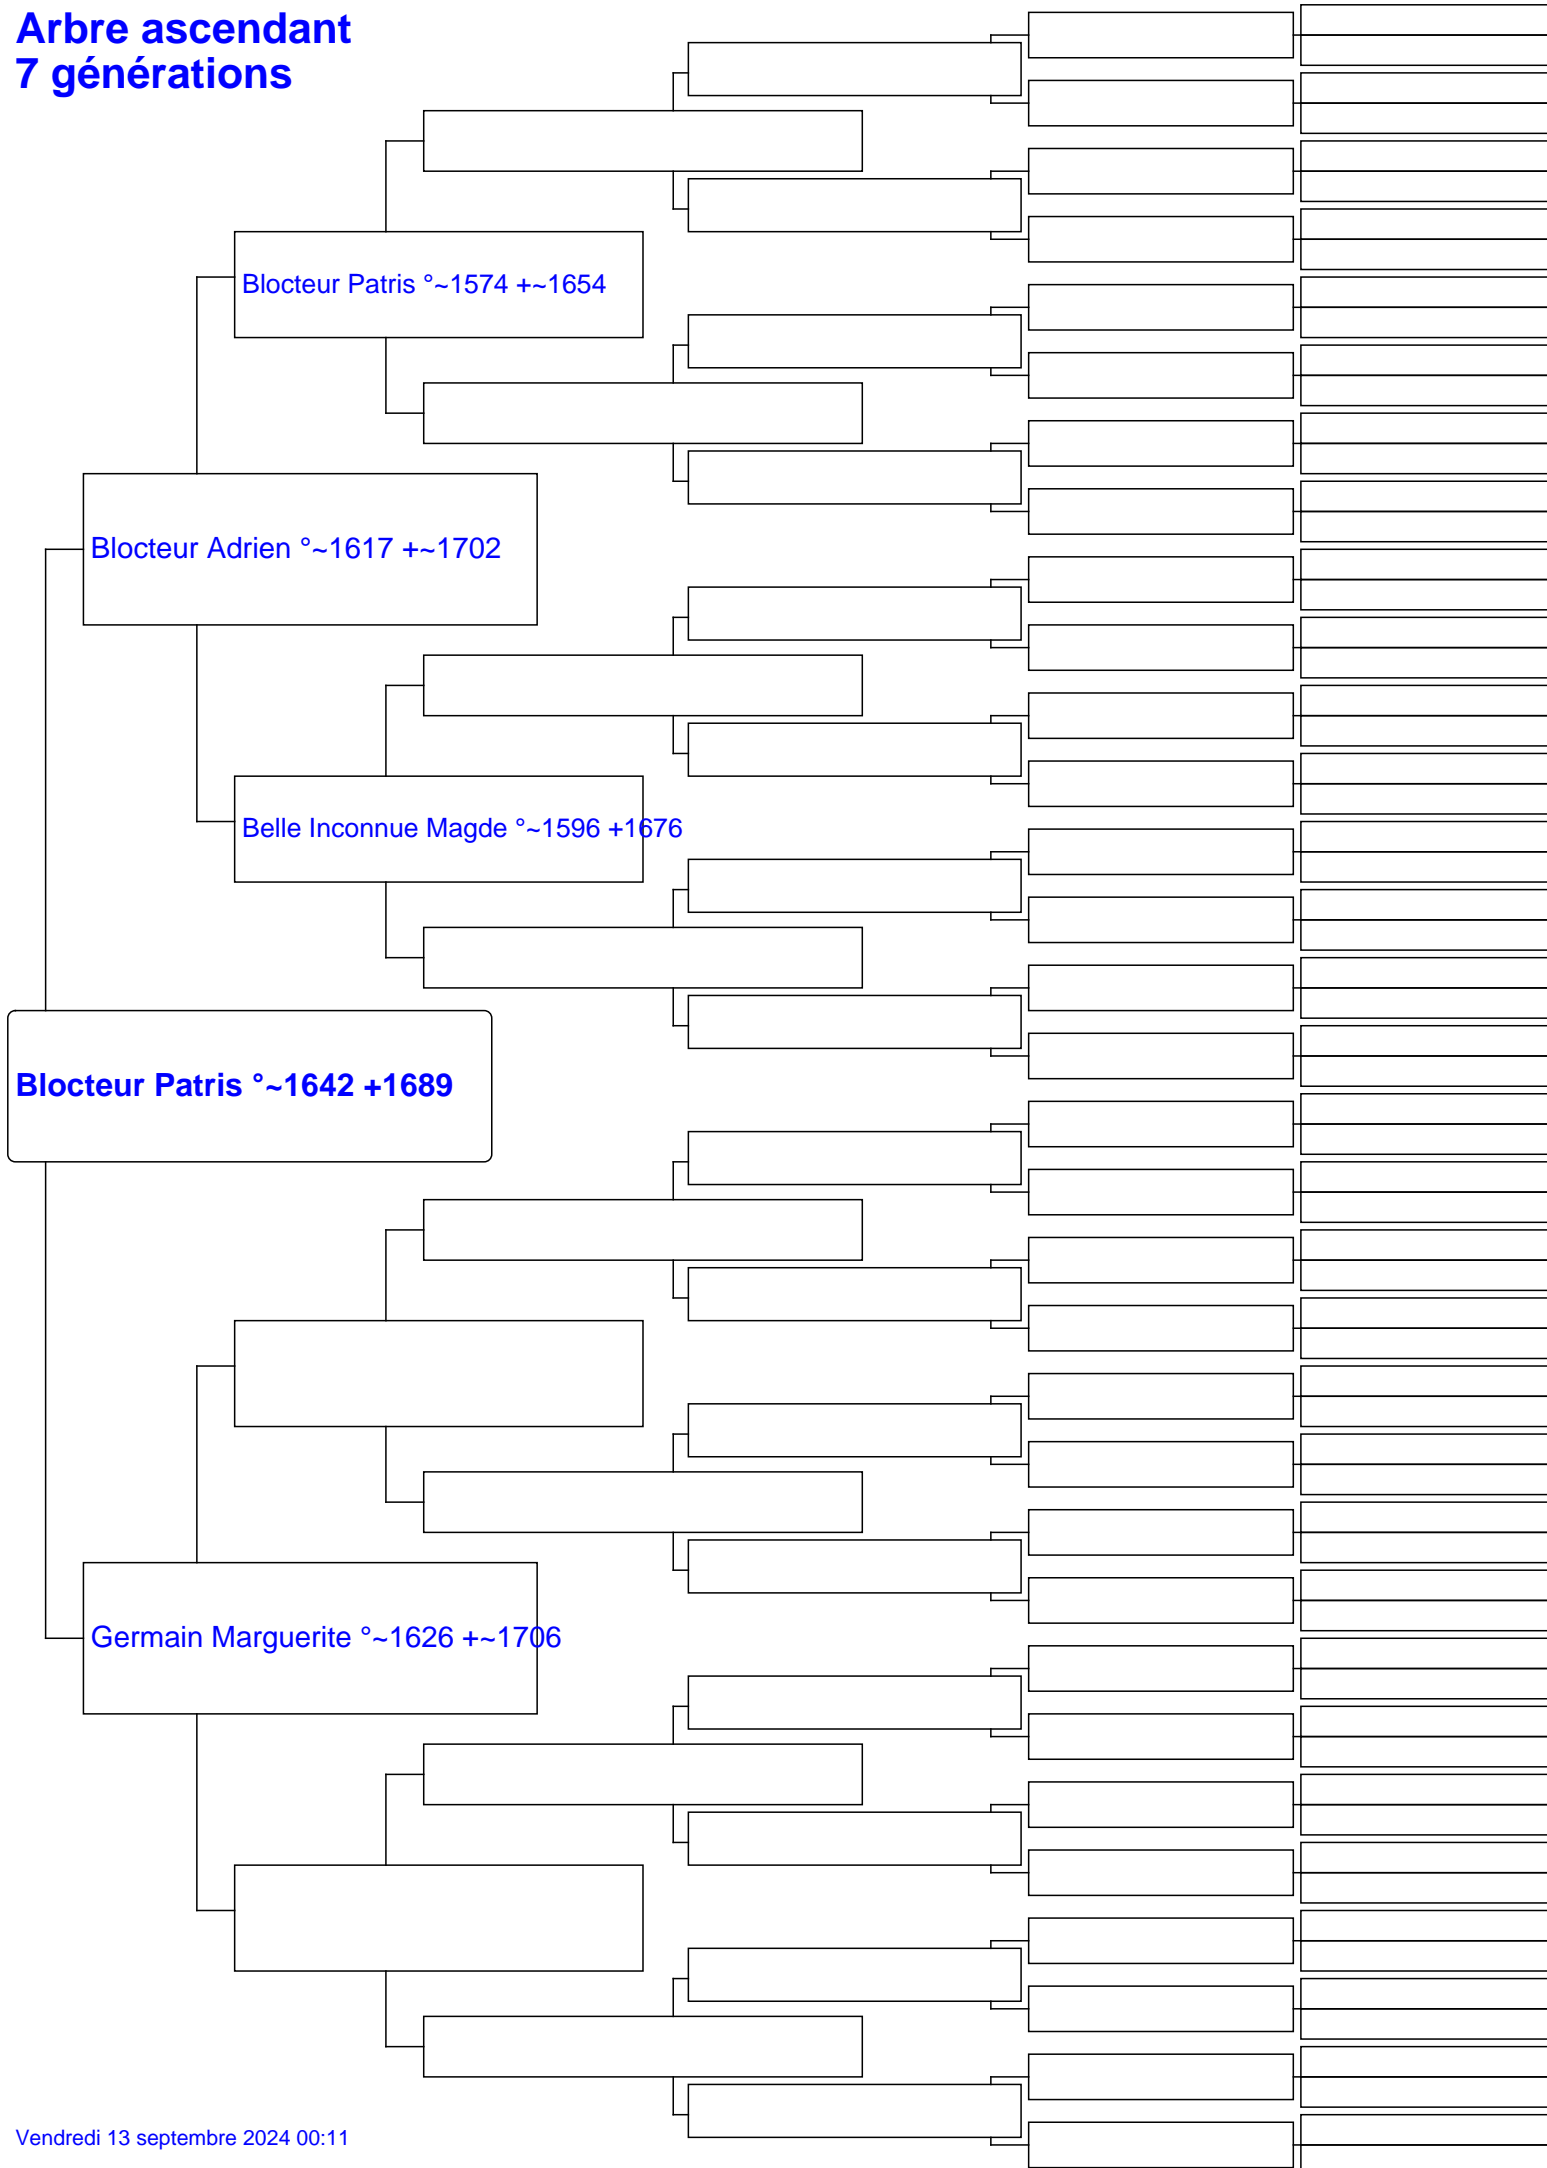 Arbre ascendant
7 générations
Blocteur Patris °~1574 +~1654
Blocteur Adrien °~1617 +~1702
Belle Inconnue Magde °~1596 +1676
Blocteur Patris °~1642 +1689
Germain Marguerite °~1626 +~1706
Vendredi 13 septembre 2024 00:11